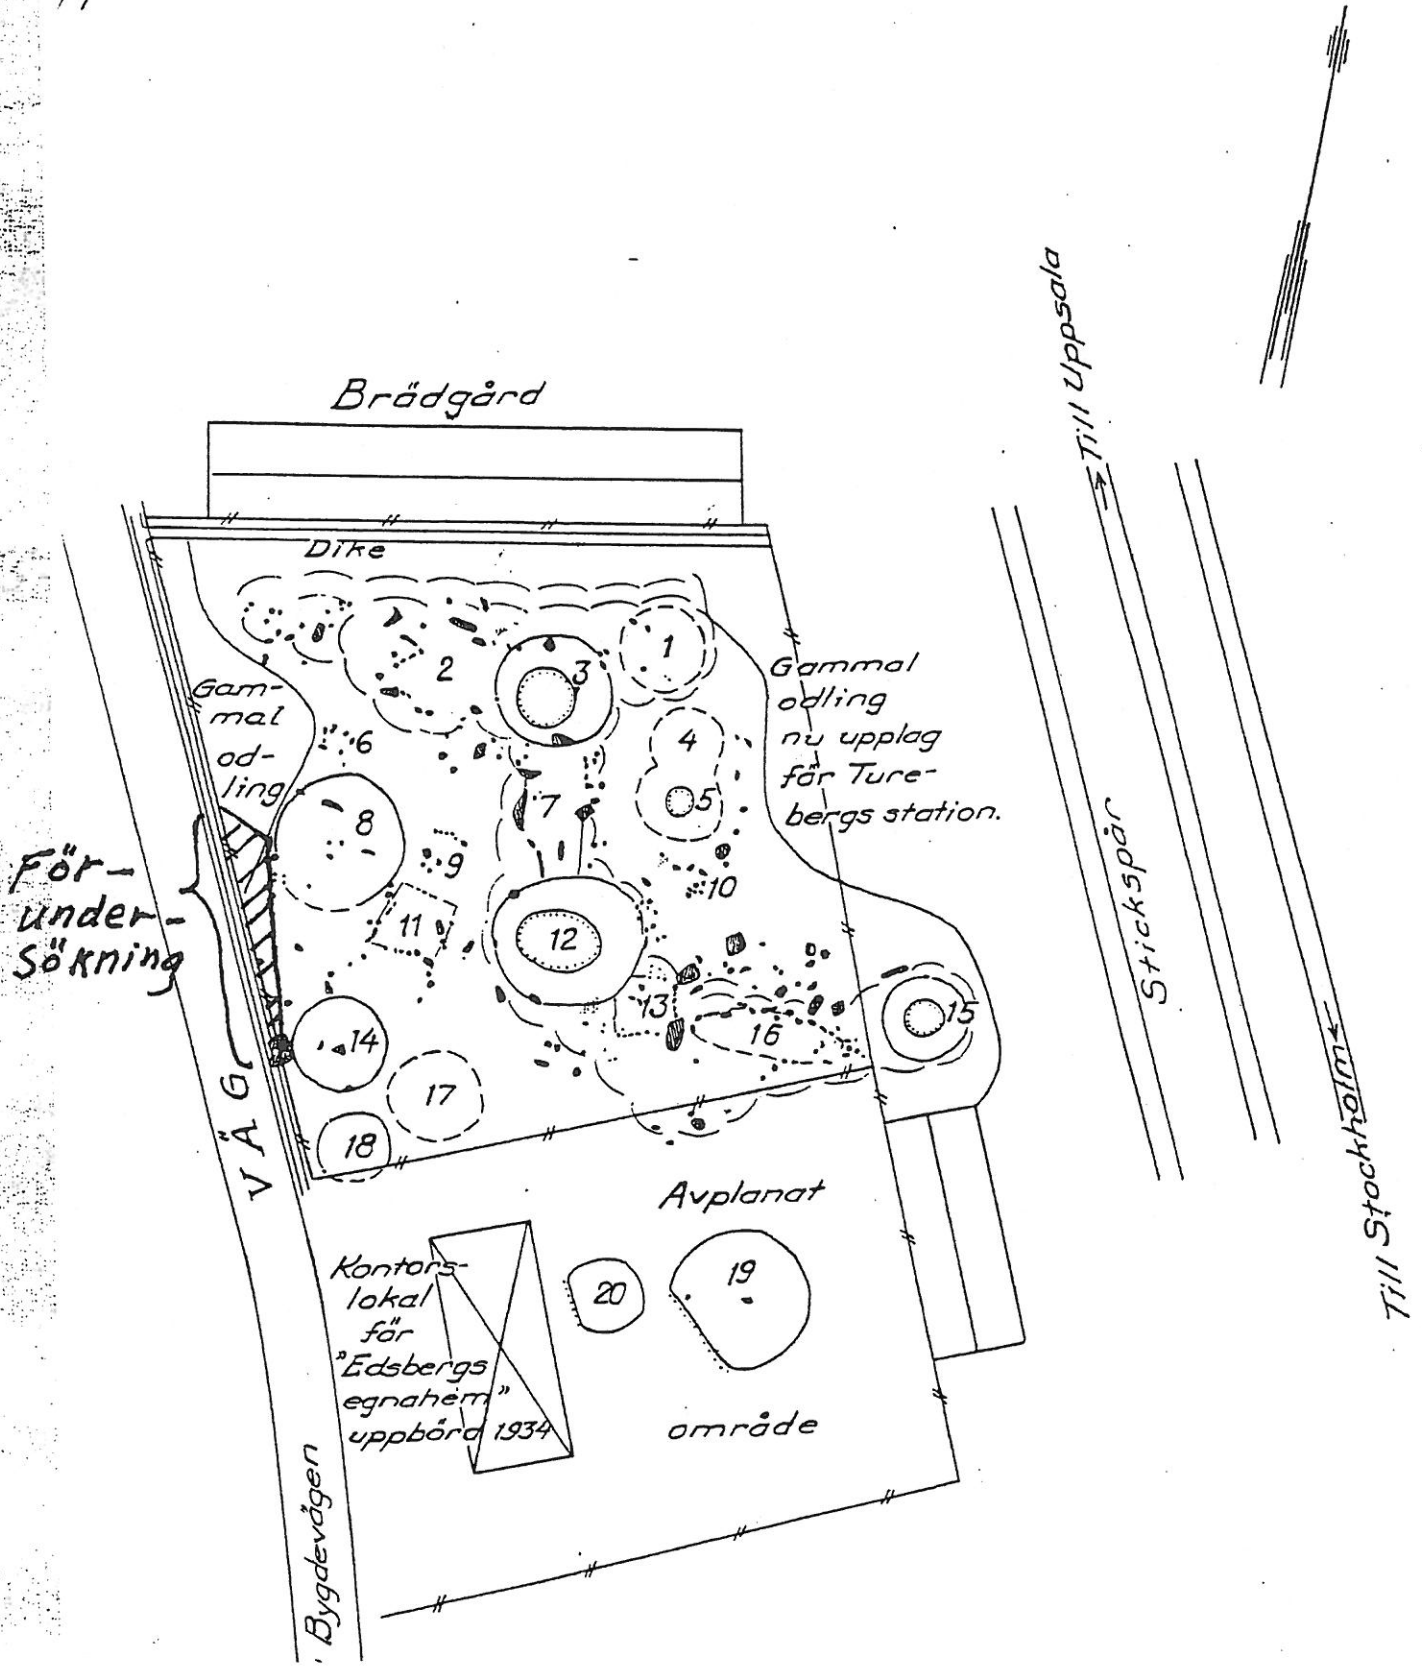 Brädgård
Dike
Till Uppsala
1
2
3
Gammal
odling
nu upplag
för Ture-
bergs station.
Gam-
mal
od-
ling
4
5
6
7
8
9
10
11
12
13
14
15
16
17
18
För-
under-
sökning
VÄG
Stickspår
Till Stockholm
Avplanat
19
20
område
Kontors-
lokal
för
"Edsbergs
egnahem"
uppbörd 1934
Bygdevägen